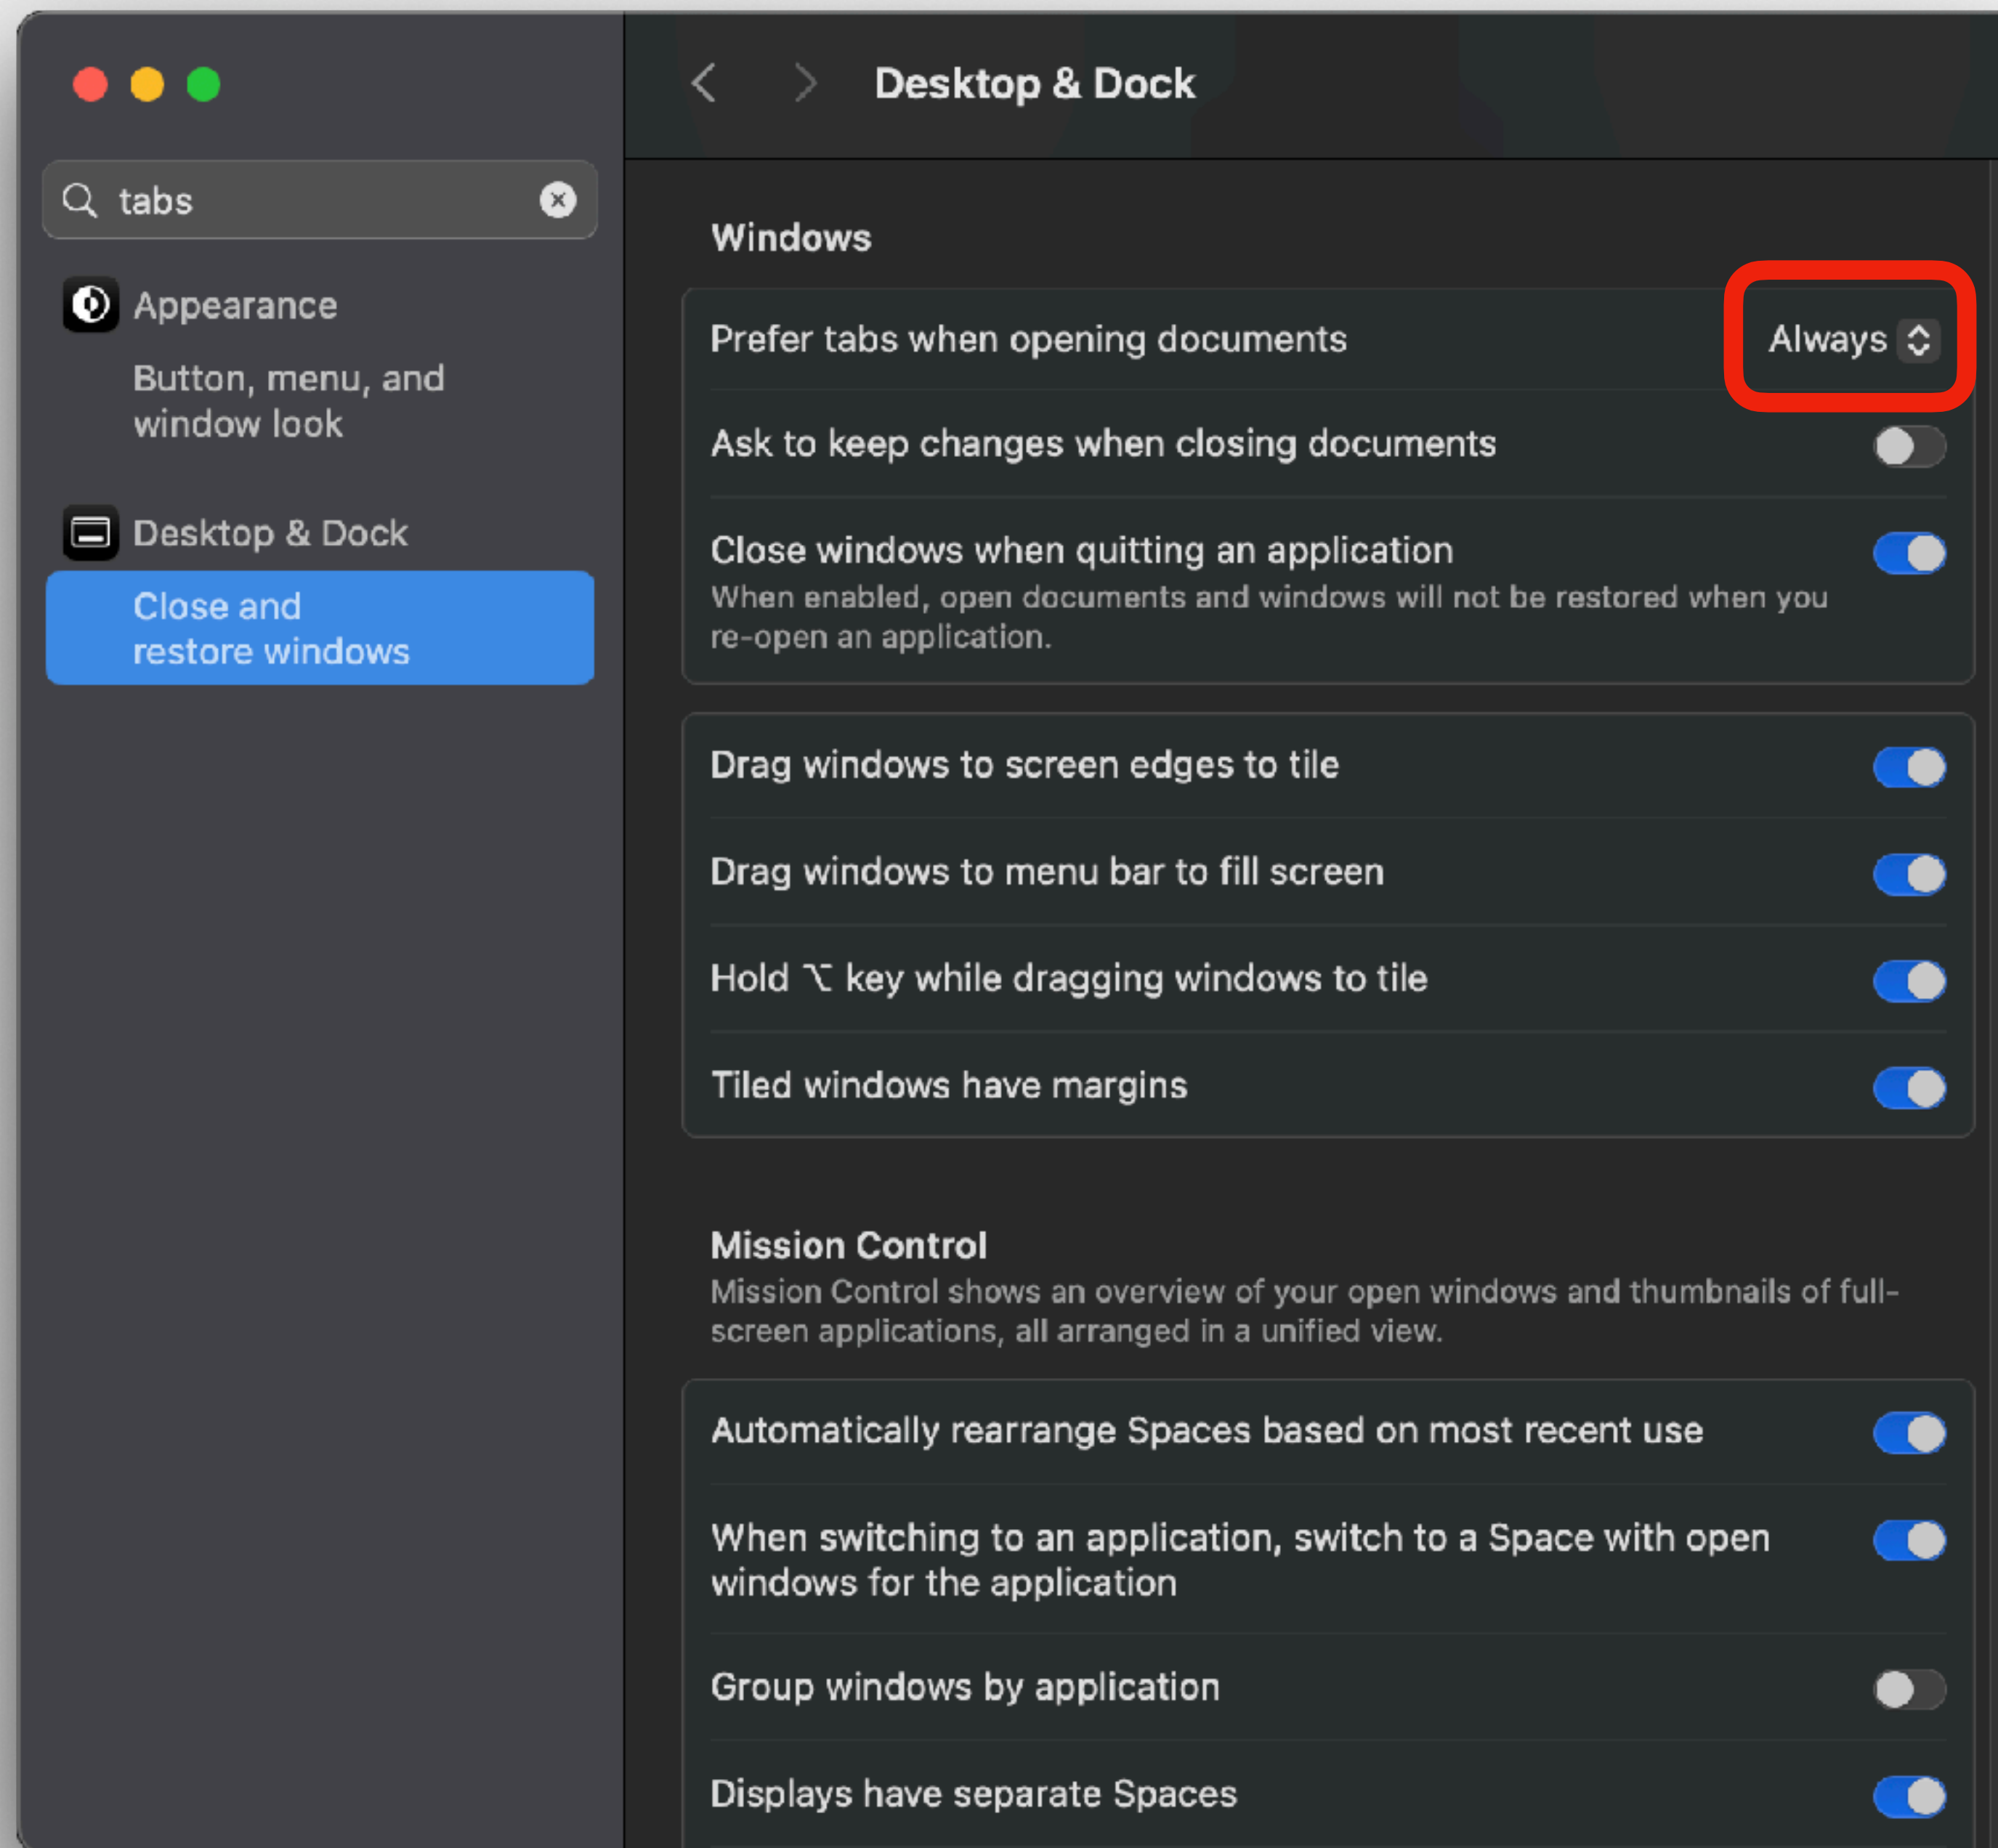 Desktop & Dock
tabs
Appearance
Button, menu, and
window look
Desktop & Dock
Close and
restore windows
Windows
Prefer tabs when opening documents
Always
Ask to keep changes when closing documents
Close windows when quitting an application
When enabled, open documents and windows will not be restored when you
re-open an application.
Drag windows to screen edges to tile
Drag windows to menu bar to fill screen
Hold ⌥ key while dragging windows to tile
Tiled windows have margins
Mission Control
Mission Control shows an overview of your open windows and thumbnails of full-
screen applications, all arranged in a unified view.
Automatically rearrange Spaces based on most recent use
When switching to an application, switch to a Space with open
windows for the application
Group windows by application
Displays have separate Spaces